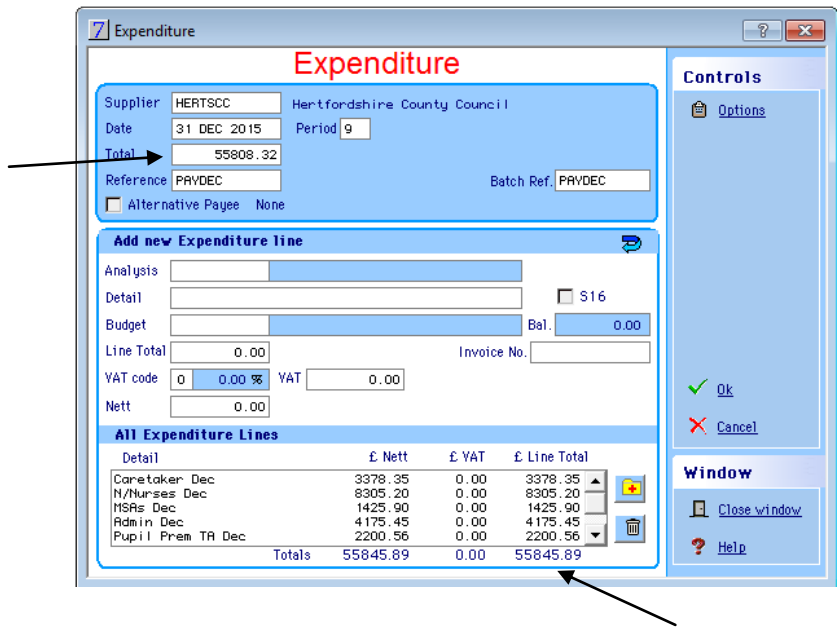 7 Expenditure ?
Expenditure
Supplier HERTSCC Hertfordshire County Council
Date 31 DEC 2015 Period 9
Total 55808.32
Reference PAYDEC Batch Ref. PAYDEC
Alternative Payee None
Add new Expenditure line
Analysis
Detail S16
Budget Bal. 0.00
Line Total 0.00 Invoice No.
VAT code 0 0.00 % VAT 0.00
Nett 0.00
All Expenditure Lines
Detail £ Nett £ VAT £ Line Total
Caretaker Dec 3378.35 0.00 3378.35
N/Nurses Dec 8305.20 0.00 8305.20
MSAs Dec 1425.90 0.00 1425.90
Admin Dec 4175.45 0.00 4175.45
Pupil Prem TA Dec 2200.56 0.00 2200.56
Totals 55845.89 0.00 55845.89
Controls
Options
Ok
Cancel
Window
Close window
? Help